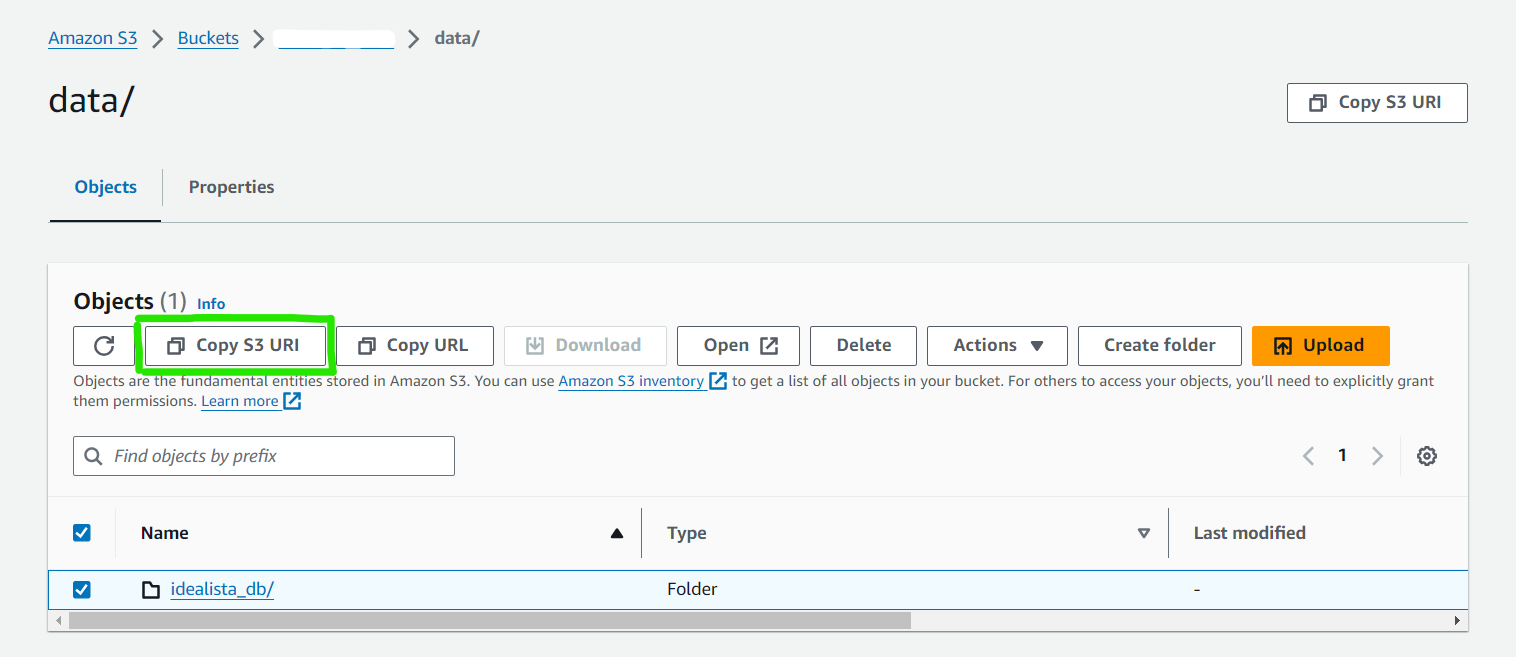 Amazon S3 > Buckets > > data/
data/
Copy S3 URI
Objects Properties
Objects (1) Info
Copy S3 URI Copy URL Download Open Delete Actions Create folder Upload
Objects are the fundamental entities stored in Amazon S3. You can use Amazon S3 inventory to get a list of all objects in your bucket. For others to access your objects, you’ll need to explicitly grant
them permissions. Learn more
Find objects by prefix
1
Name Type Last modified
idealista_db/ Folder -